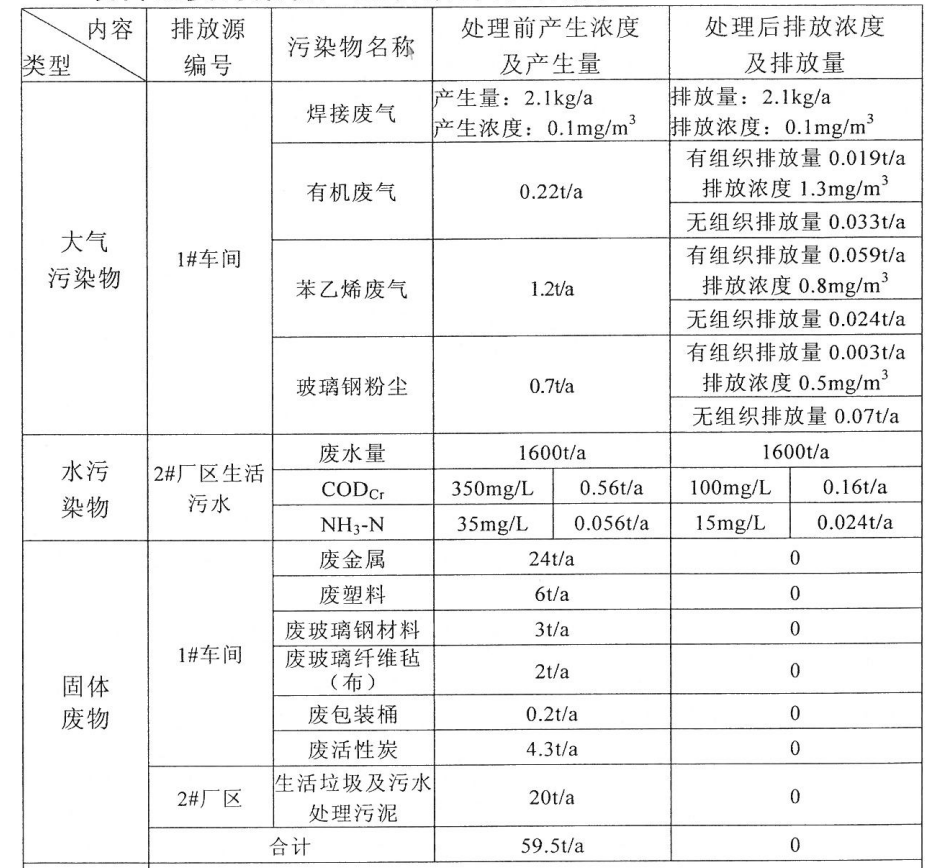 内容
类型
排放源
编号
污染物名称
处理前产生浓度
及产生量
处理后排放浓度
及排放量
大气
污染物
1#车间
焊接废气
产生量：2.1kg/a
产生浓度：0.1mg/m³
排放量：2.1kg/a
排放浓度：0.1mg/m³
有机废气
0.22t/a
有组织排放量 0.019t/a
排放浓度 1.3mg/m³
无组织排放量 0.033t/a
苯乙烯废气
1.2t/a
有组织排放量 0.059t/a
排放浓度 0.8mg/m³
无组织排放量 0.024t/a
玻璃钢粉尘
0.7t/a
有组织排放量 0.003t/a
排放浓度 0.5mg/m³
无组织排放量 0.07t/a
水污
染物
2#厂区生活
污水
废水量 1600t/a 1600t/a
COD_Cr 350mg/L 0.56t/a 100mg/L 0.16t/a
NH₃-N 35mg/L 0.056t/a 15mg/L 0.024t/a
固体
废物
1#车间
废金属 24t/a 0
废塑料 6t/a 0
废玻璃钢材料 3t/a 0
废玻璃纤维毡
（布）
2t/a 0
废包装桶 0.2t/a 0
废活性炭 4.3t/a 0
2#厂区
生活垃圾及污水
处理污泥
20t/a 0
合计 59.5t/a 0